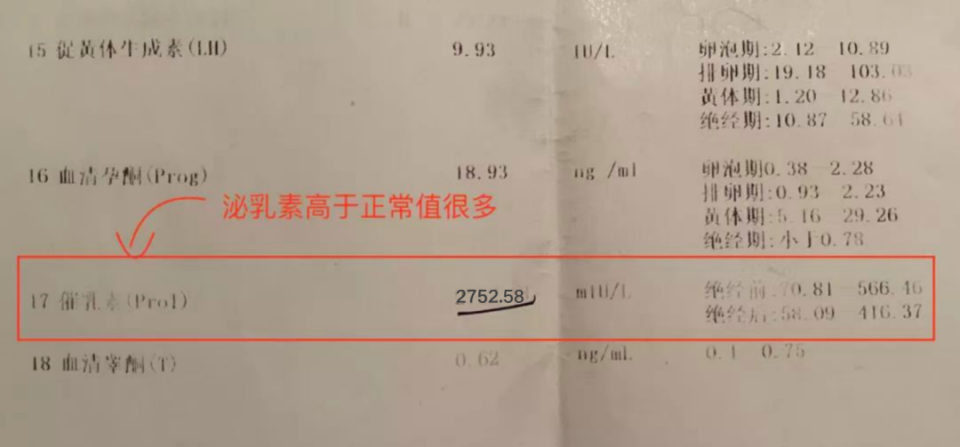 15 促黄体生成素(LH) 9.93 IU/L 卵泡期:2.12 10.89
排卵期:19.18 103.03
黄体期:1.20 12.86
绝经期:10.87 58.64
16 血清孕酮(Prog) 18.93 ng /ml 卵泡期0.38 2.28
排卵期:0.93 2.23
黄体期:5.16 29.26
绝经期:小于0.78
泌乳素高于正常值很多
17 催乳素(Prol) 2752.58 mIU/L 绝经前:70.81 566.46
绝经后:58.09 416.37
18 血清睾酮(T) 0.62 ng/mL 0.1 0.75